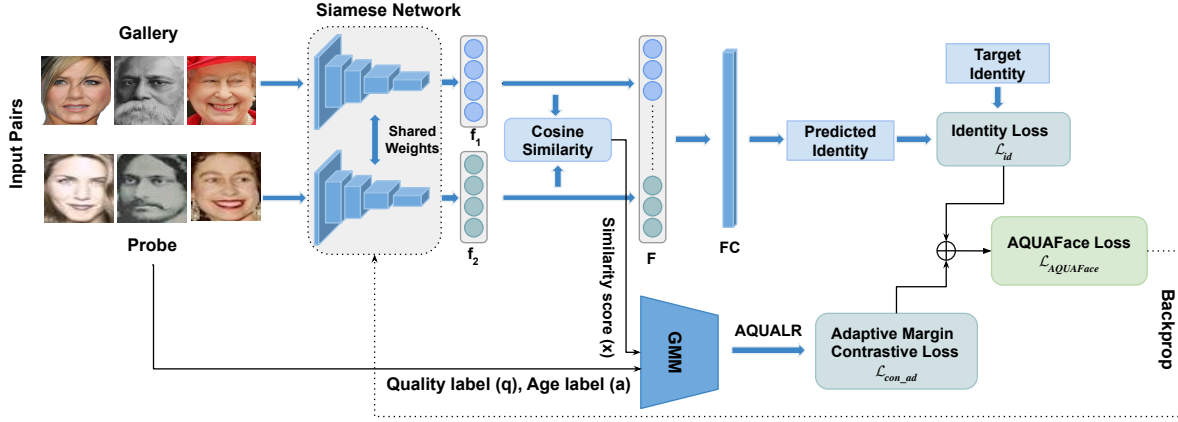 Siamese Network
Gallery
Input Pairs
Probe
Shared
Weights
f1
f2
Cosine
Similarity
Similarity score (x)
F
FC
Predicted
Identity
Target
Identity
Identity Loss
ℒid
AQUAFace Loss
ℒAQUAFace
Backprop
GMM
AQUALR
Adaptive Margin
Contrastive Loss
ℒcon_ad
Quality label (q), Age label (a)